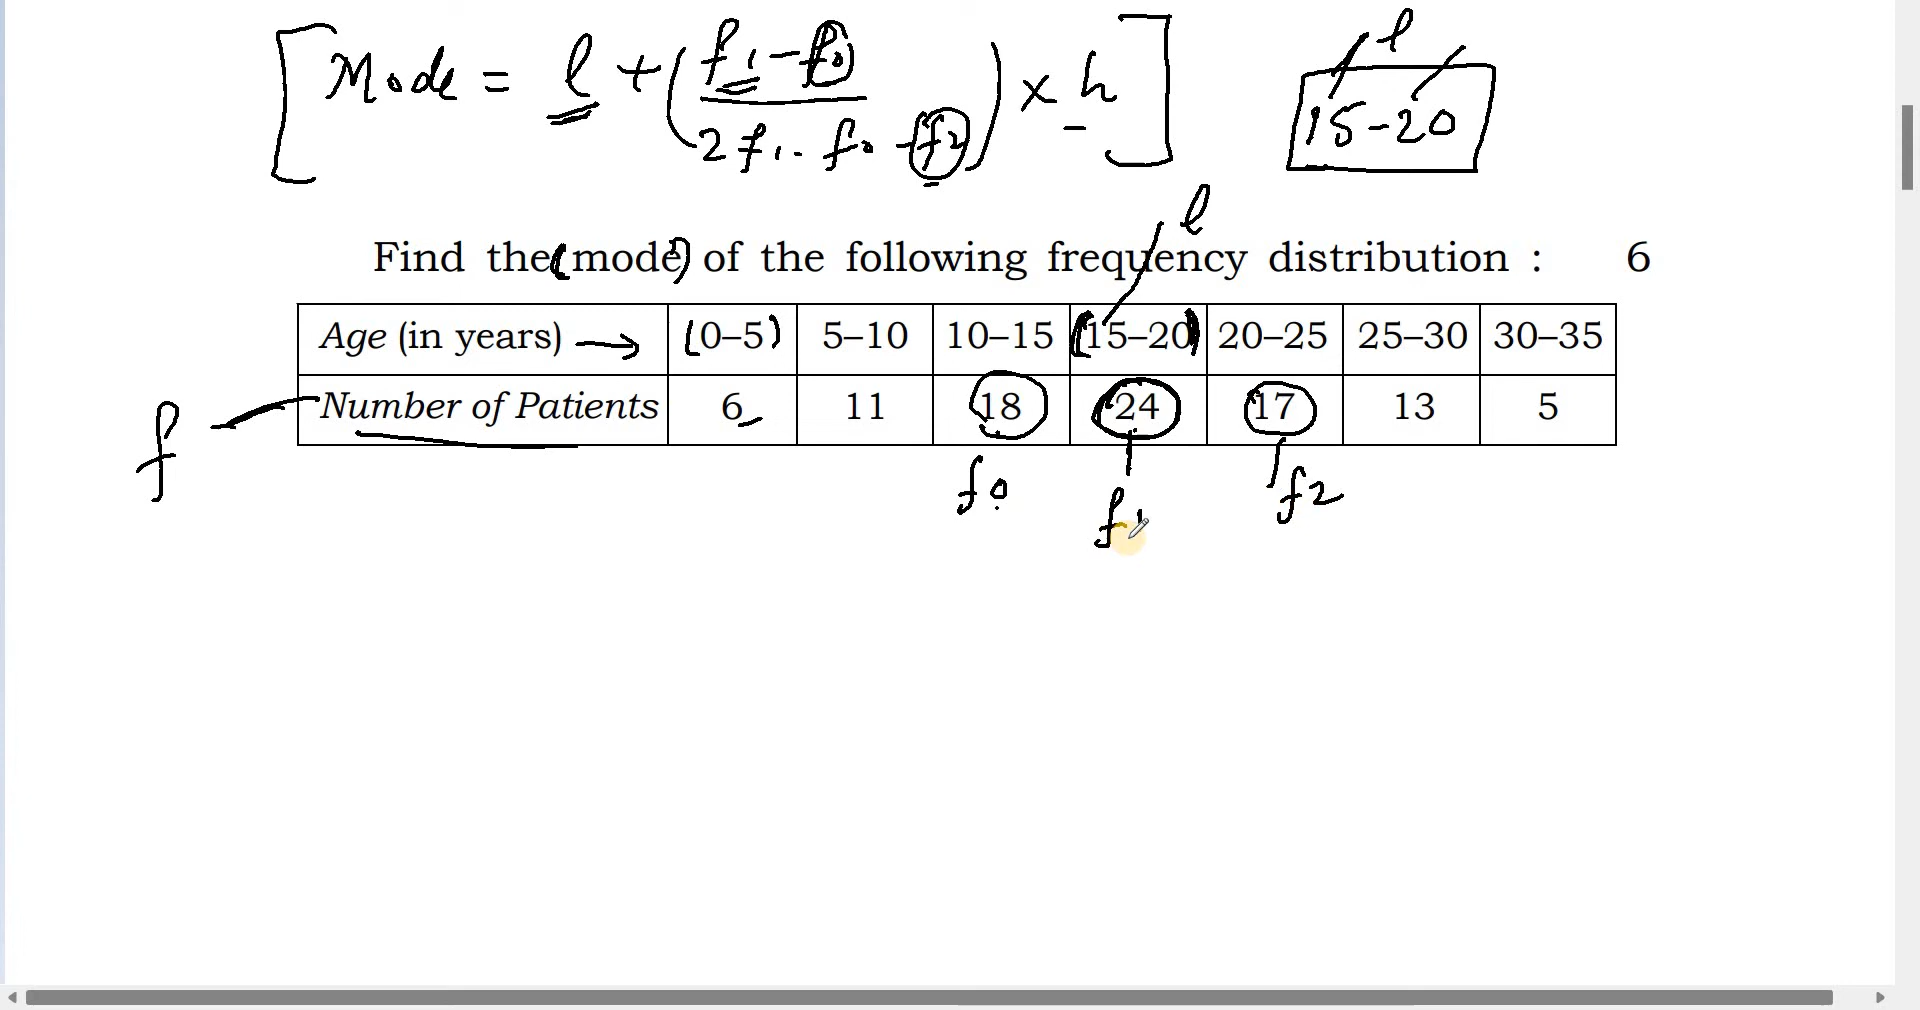 Mode = l + (f1 - f0 / 2f1 - f0 - f2) × h
l
15-20
l
Find the (mode) of the following frequency distribution : 6
Age (in years) → (0–5) 5–10 10–15 (15–20) 20–25 25–30 30–35
Number of Patients 6 11 18 24 17 13 5
f
f0 f1 f2